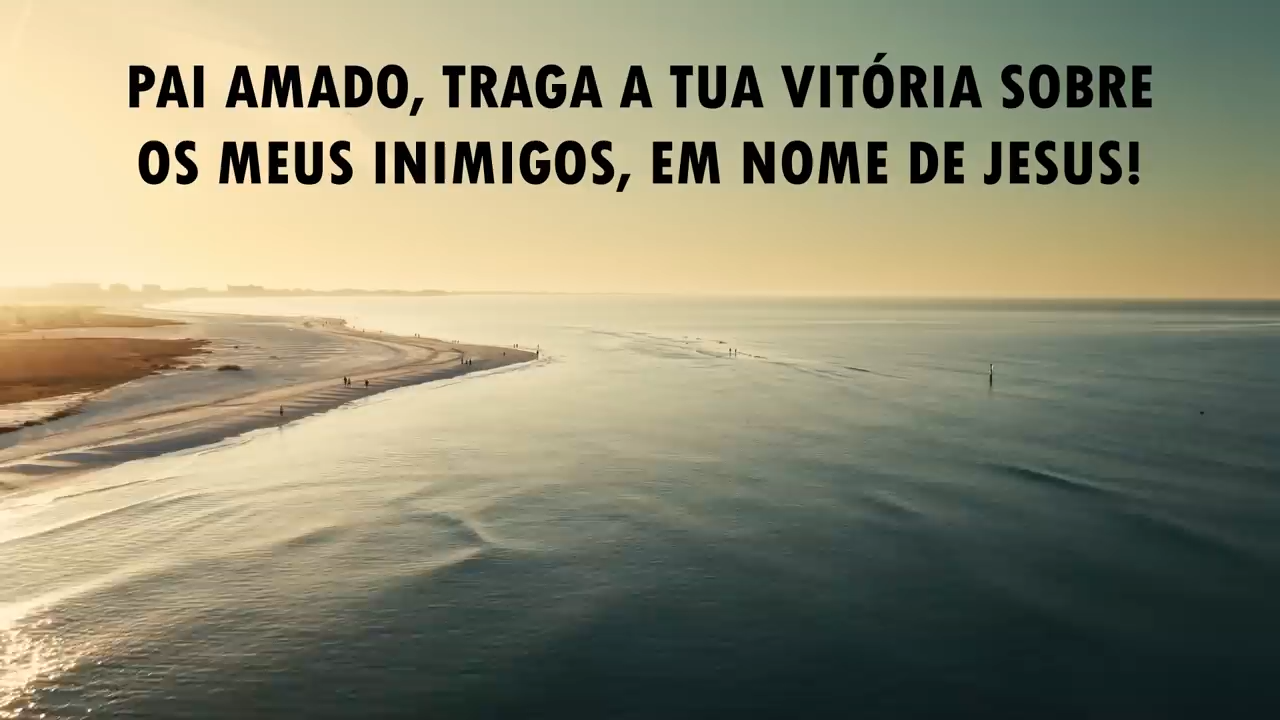 PAI AMADO, TRAGA A TUA VITÓRIA SOBRE
OS MEUS INIMIGOS, EM NOME DE JESUS!